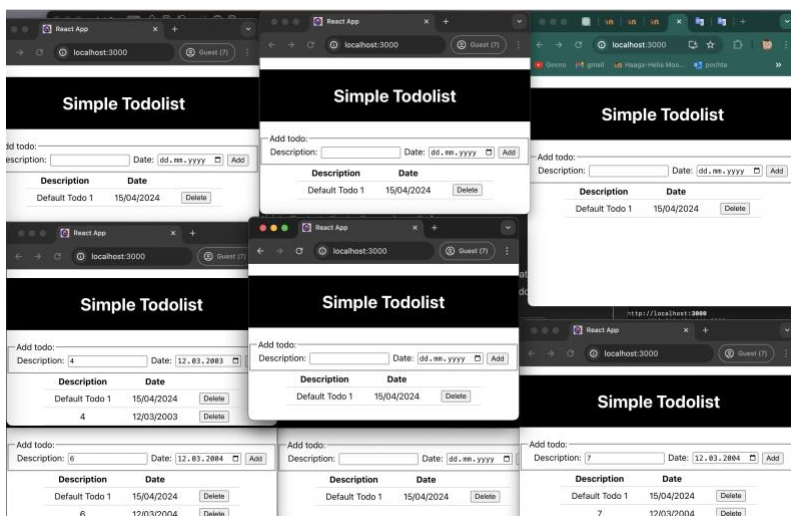 React App
localhost:3000
Guest (7)
Simple Todolist
dd todo:
escription: Date: dd.mm.yyyy Add
Description Date
Default Todo 1 15/04/2024 Delete
React App
localhost:3000
Guest (7)
Simple Todolist
Add todo:
Description: Date: dd.mm.yyyy Add
Description Date
Default Todo 1 15/04/2024 Delete
localhost:3000
gmail Haaga-Helia Moo... pochta
Simple Todolist
Add todo:
Description: Date: dd.mm.yyyy Add
Description Date
Default Todo 1 15/04/2024 Delete
React App
localhost:3000
Guest (7)
Simple Todolist
Add todo:
Description: 4 Date: 12.03.2003
Description Date
Default Todo 1 15/04/2024 Delete
4 12/03/2003 Delete
React App
localhost:3000
Guest (7)
Simple Todolist
Add todo:
Description: Date: dd.mm.yyyy Add
Description Date
Default Todo 1 15/04/2024 Delete
http://localhost:3000
React App
localhost:3000
Guest (7)
Simple Todolist
Add todo:
Description: 6 Date: 12.03.2004 Add
Description Date
Default Todo 1 15/04/2024 Delete
6 12/03/2004 Delete
Add todo:
Description: Date: dd.mm.yyyy
Description Date
Default Todo 1 15/04/2024 Delete
Add todo:
Description: 7 Date: 12.03.2004 Add
Description Date
Default Todo 1 15/04/2024 Delete
7 12/03/2004 Delete